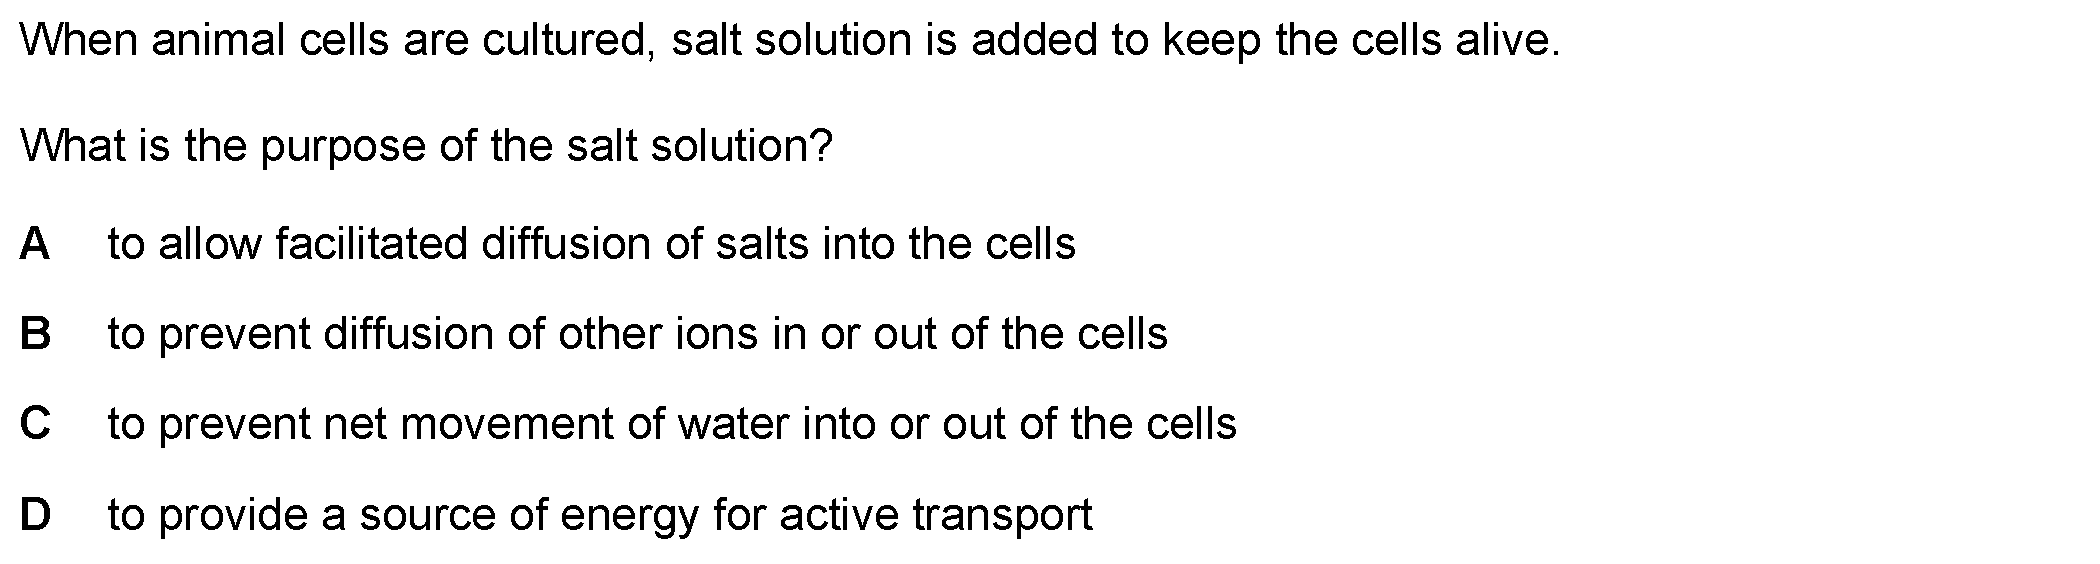 When animal cells are cultured, salt solution is added to keep the cells alive.
What is the purpose of the salt solution?
A to allow facilitated diffusion of salts into the cells
B to prevent diffusion of other ions in or out of the cells
C to prevent net movement of water into or out of the cells
D to provide a source of energy for active transport